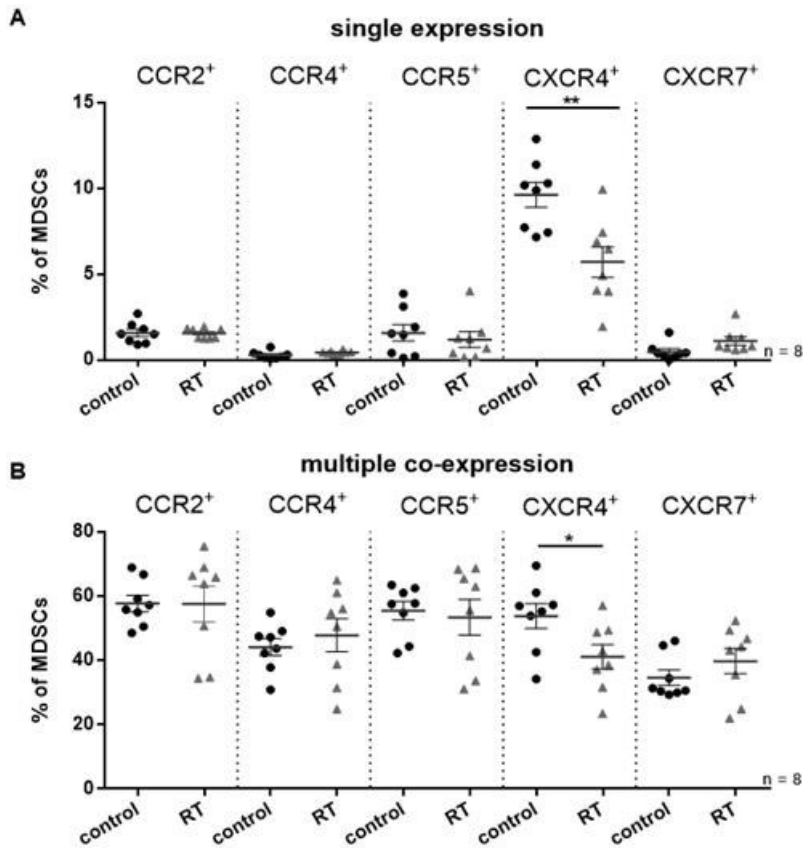 A
single expression
CCR2+ CCR4+ CCR5+ CXCR4+ CXCR7+
**
15
10
5
0
% of MDSCs
n = 8
control RT control RT control RT control RT control RT
B
multiple co-expression
CCR2+ CCR4+ CCR5+ CXCR4+ CXCR7+
*
80
60
40
20
0
% of MDSCs
n = 8
control RT control RT control RT control RT control RT